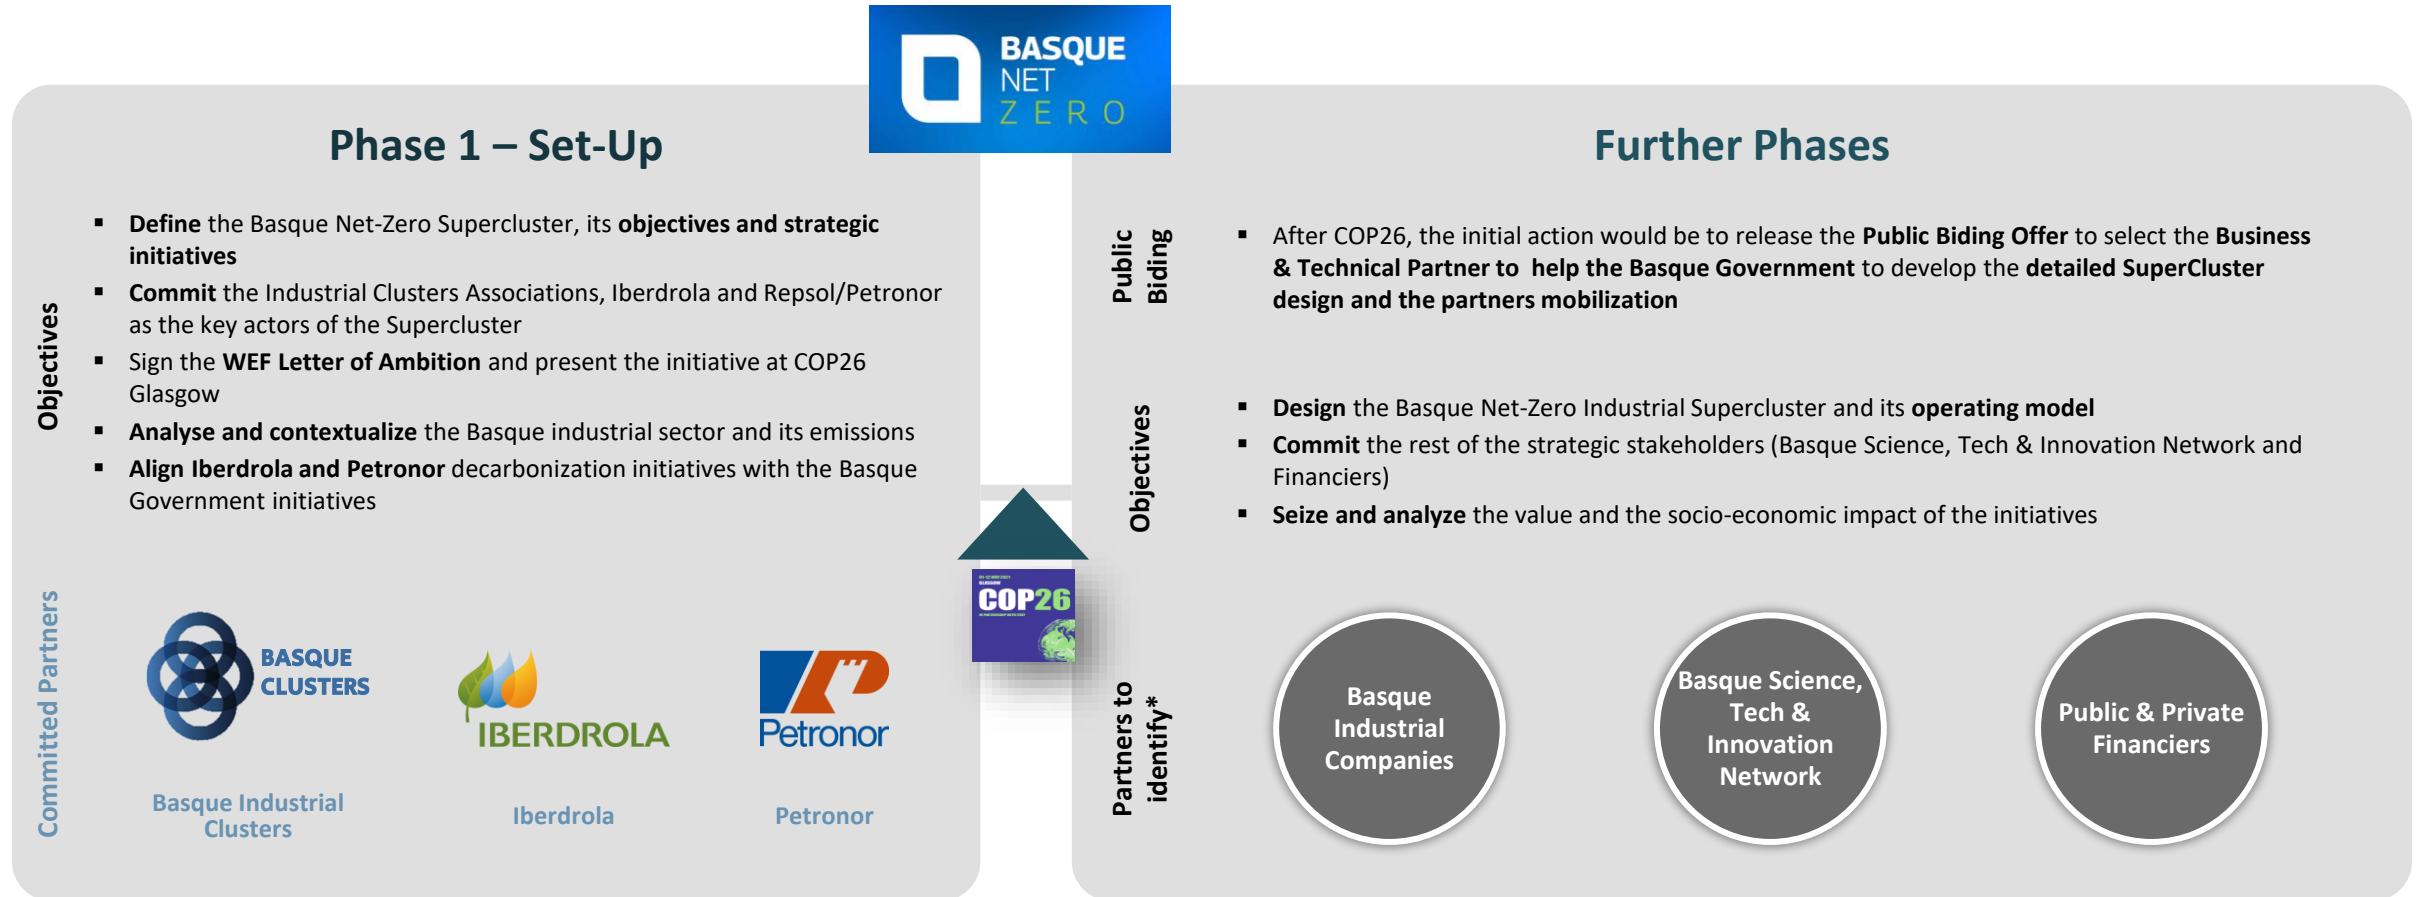 BASQUE
NET
ZERO
Phase 1 – Set-Up
Objectives
▪ Define the Basque Net-Zero Supercluster, its objectives and strategic
initiatives
▪ Commit the Industrial Clusters Associations, Iberdrola and Repsol/Petronor
as the key actors of the Supercluster
▪ Sign the WEF Letter of Ambition and present the initiative at COP26
Glasgow
▪ Analyse and contextualize the Basque industrial sector and its emissions
▪ Align Iberdrola and Petronor decarbonization initiatives with the Basque
Government initiatives
Committed Partners
BASQUE
CLUSTERS
IBERDROLA
Petronor
Basque Industrial
Clusters
Iberdrola
Petronor
GLASGOW
COP26
Further Phases
Public
Biding
▪ After COP26, the initial action would be to release the Public Biding Offer to select the Business
& Technical Partner to help the Basque Government to develop the detailed SuperCluster
design and the partners mobilization
Objectives
▪ Design the Basque Net-Zero Industrial Supercluster and its operating model
▪ Commit the rest of the strategic stakeholders (Basque Science, Tech & Innovation Network and
Financiers)
▪ Seize and analyze the value and the socio-economic impact of the initiatives
Partners to
identify*
Basque
Industrial
Companies
Basque Science,
Tech &
Innovation
Network
Public & Private
Financiers